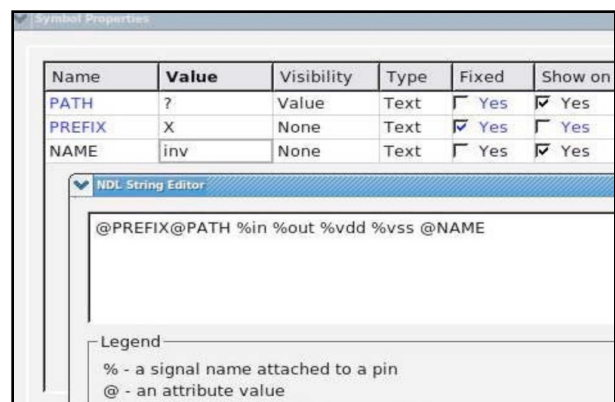 Symbol Properties
Name Value Visibility Type Fixed Show on
PATH ? Value Text Yes Yes
PREFIX X None Text Yes Yes
NAME inv None Text Yes Yes
NDL String Editor
@PREFIX@PATH %in %out %vdd %vss @NAME
Legend
% - a signal name attached to a pin
@ - an attribute value